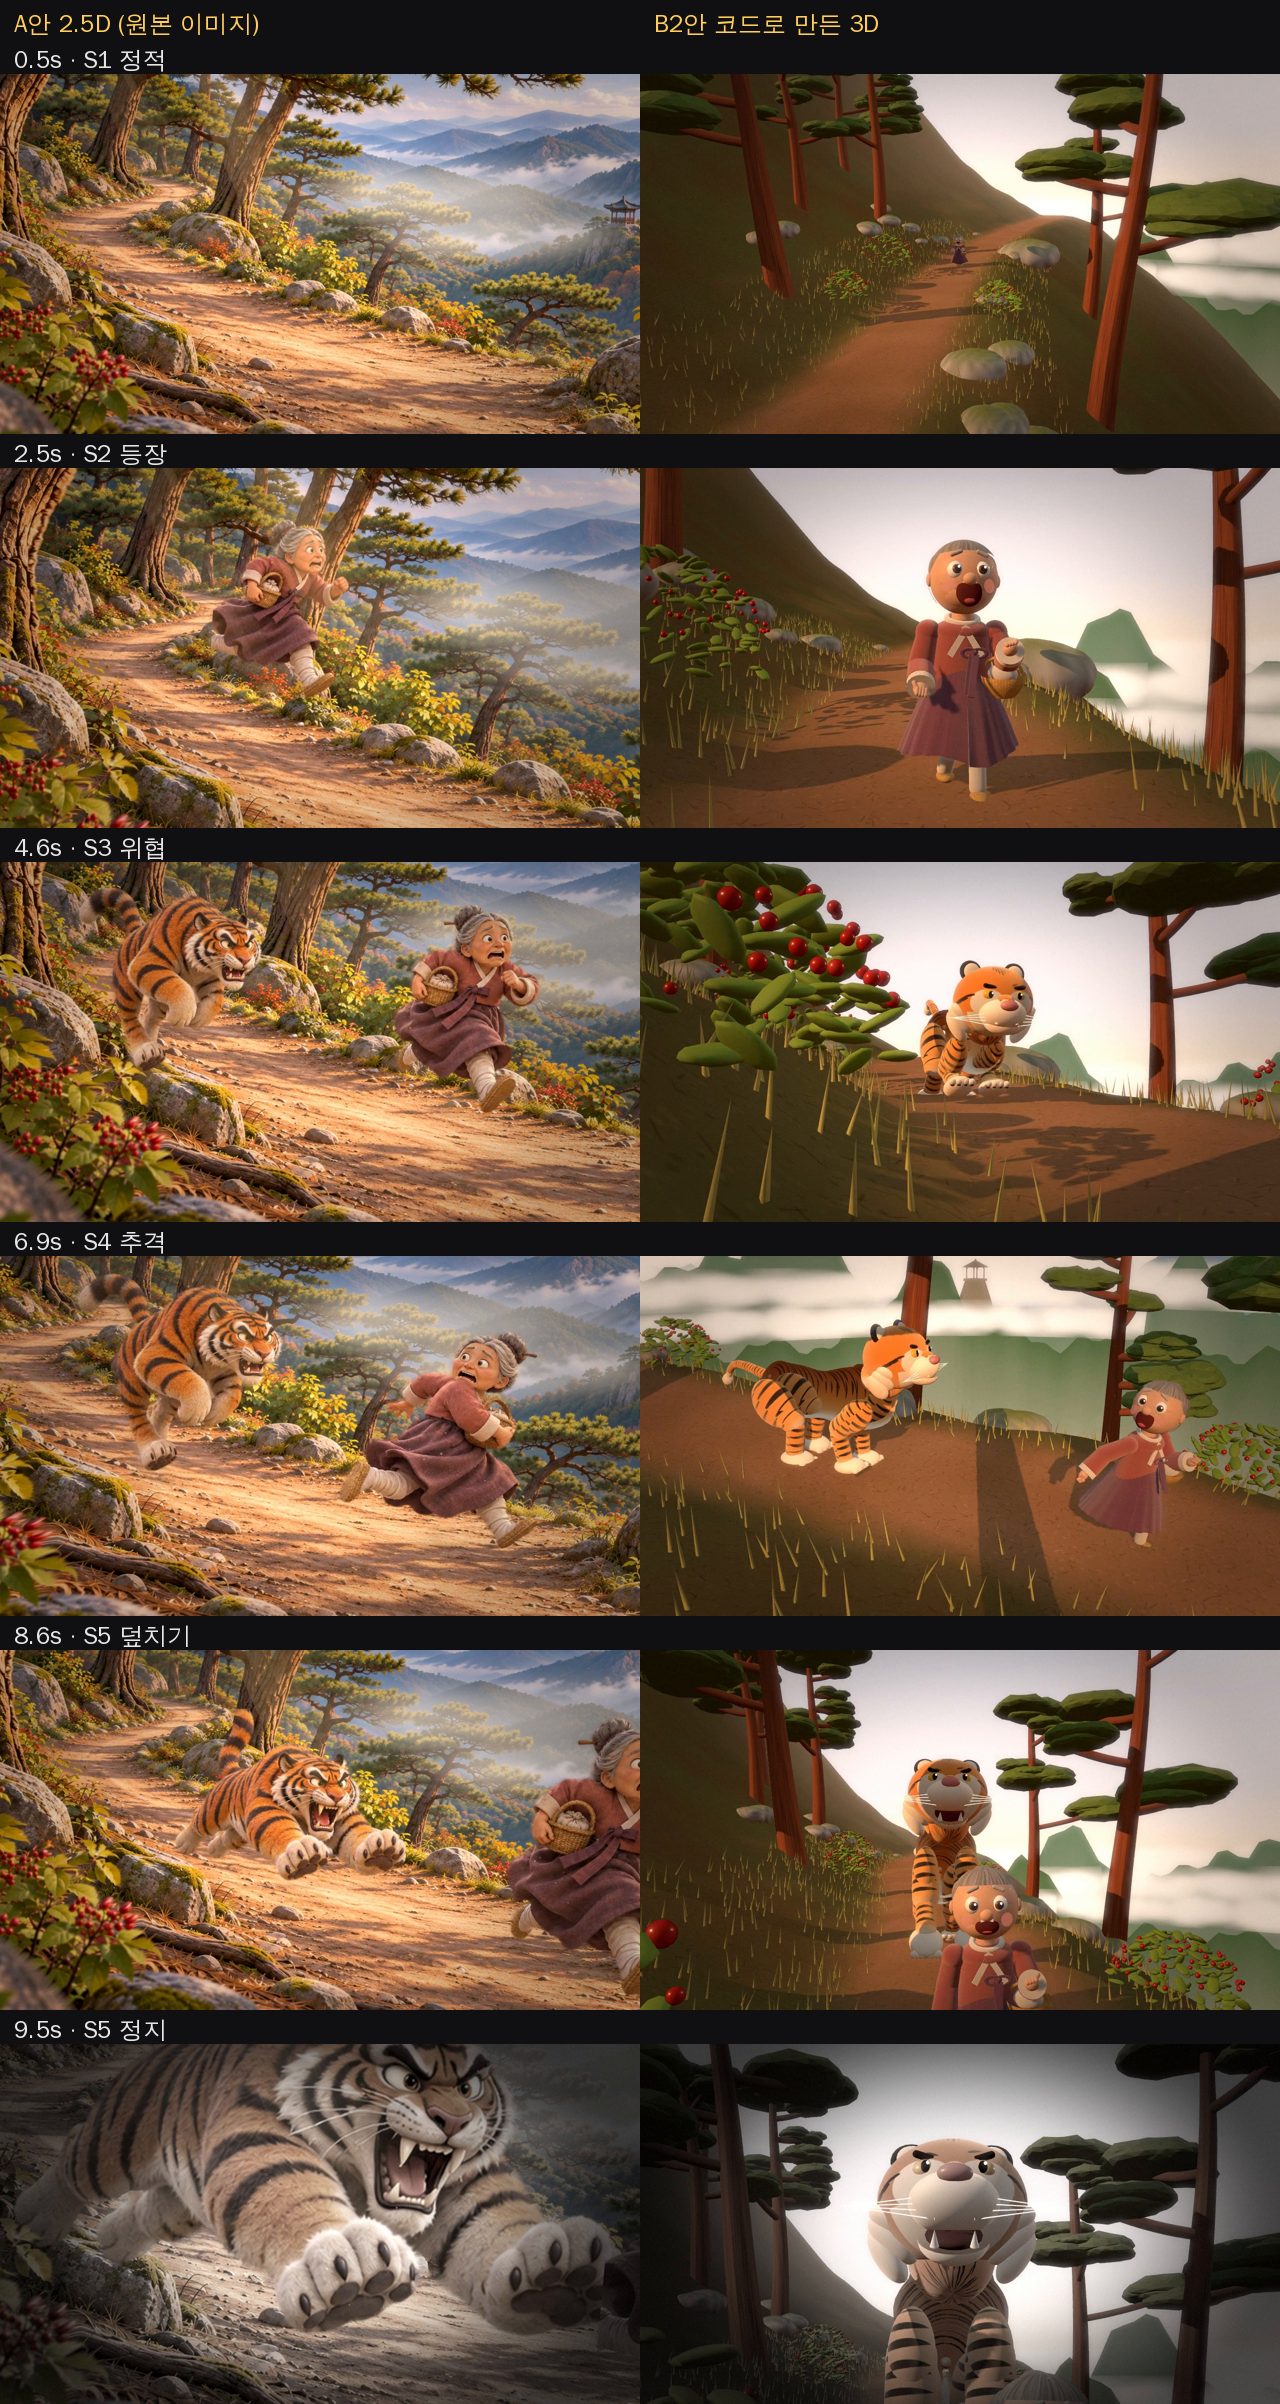 A안 2.5D (원본 이미지)
B2안 코드로 만든 3D
0.5s · S1 정적
2.5s · S2 등장
4.6s · S3 위협
6.9s · S4 추격
8.6s · S5 덮치기
9.5s · S5 정지